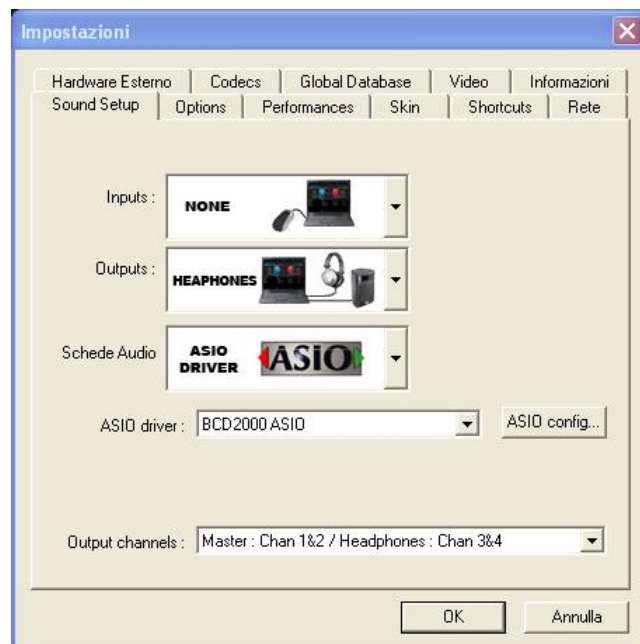 Impostazioni
Hardware Esterno Codecs Global Database Video Informazioni
Sound Setup Options Performances Skin Shortcuts Rete
Inputs : NONE
Outputs : HEAPHONES
Schede Audio ASIO DRIVER ASIO
ASIO driver : BCD2000 ASIO ASIO config...
Output channels : Master : Chan 1&2 / Headphones : Chan 3&4
OK Annulla